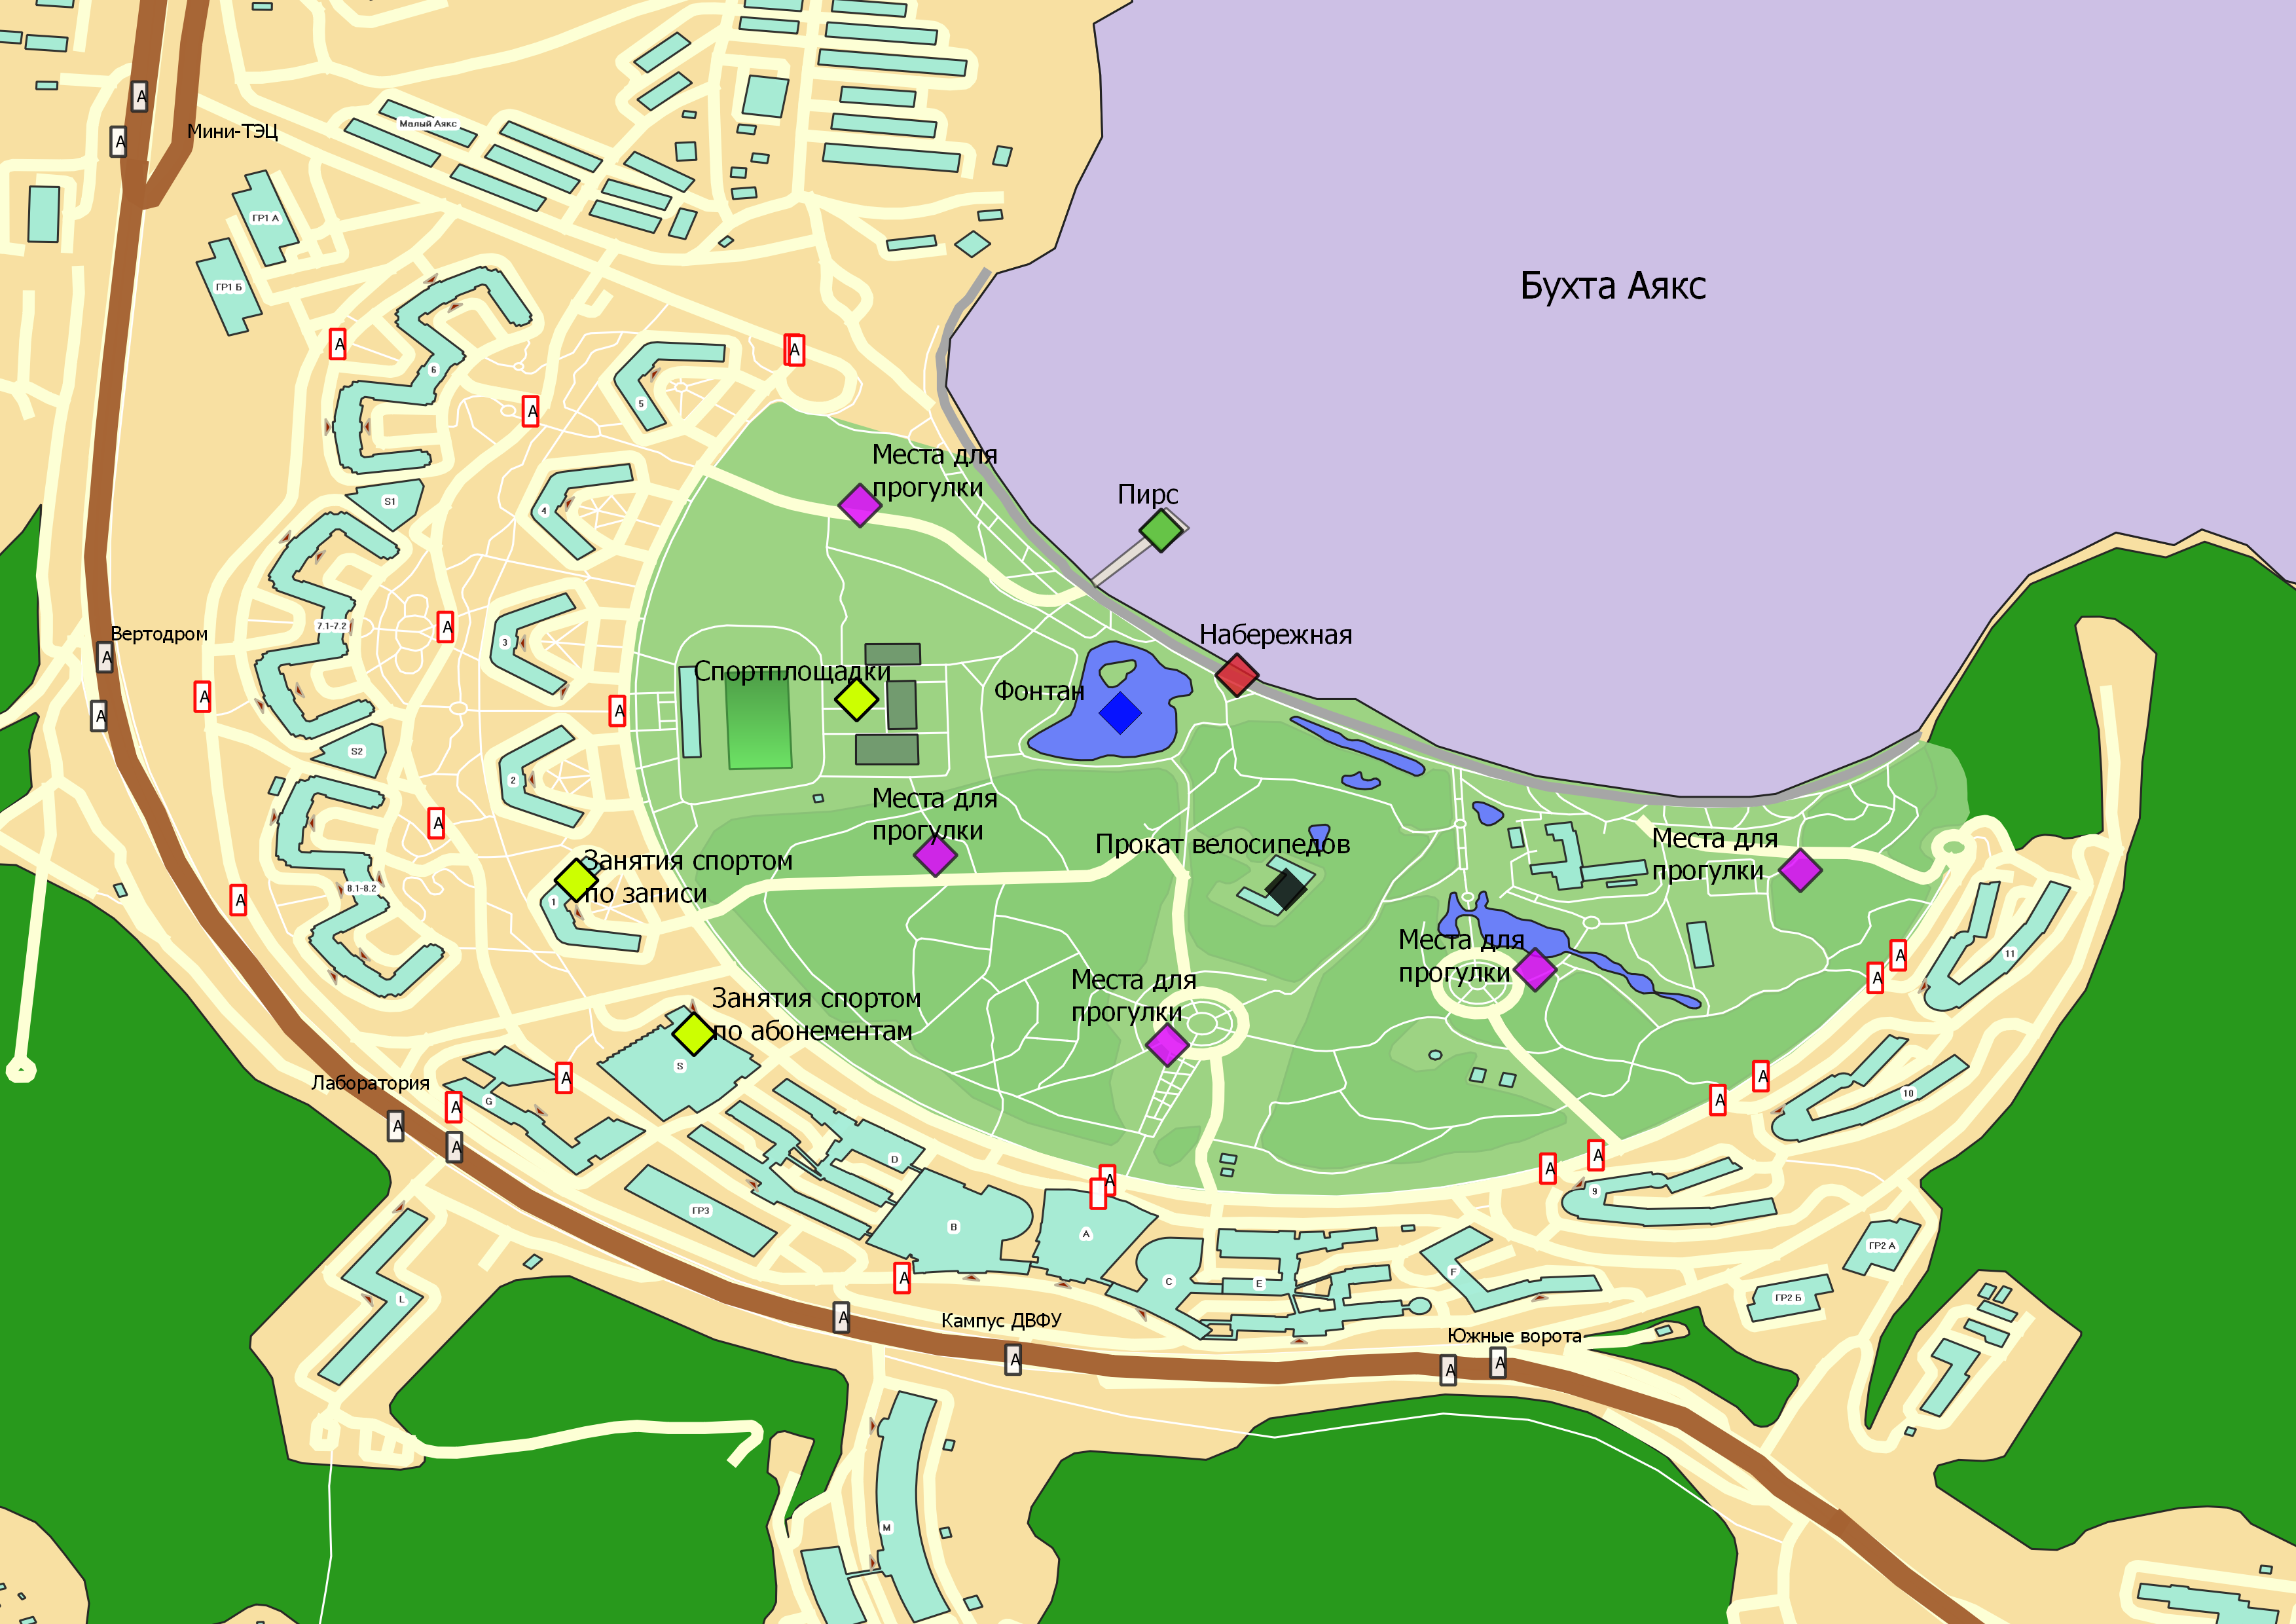 А
А
Мини-ТЭЦ
Малый Аякс
ГР1 А
ГР1 Б
Бухта Аякс
А
А
6
5
А
Места для
прогулки
Пирс
S1
4
7.1-7.2
А
3
Вертодром
А
А
А
А
Набережная
Спортплощадки
Фонтан
S2
2
А
Места для
прогулки
Прокат велосипедов
Места для
прогулки
Занятия спортом
по записи
8.1-8.2
1
А
Места для
прогулки
Места для
прогулки
А
А
11
Занятия спортом
по абонементам
S
Лаборатория
А
А
G
А
А
А
А
10
D
А
А
А
9
ГР3
B
A
L
C
E
F
ГР2 А
ГР2 Б
А
А
Кампус ДВФУ
А
Южные ворота
А
А
M